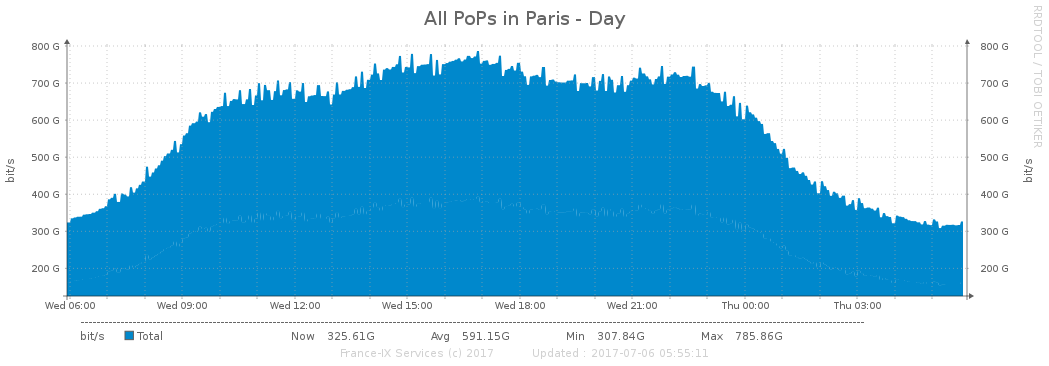 All PoPs in Paris - Day
RRDTOOL / TOBI OETIKER
800 G 800 G
700 G 700 G
600 G 600 G
500 G 500 G
bit/s bit/s
400 G 400 G
300 G 300 G
200 G 200 G
Wed 06:00 Wed 09:00 Wed 12:00 Wed 15:00 Wed 18:00 Wed 21:00 Thu 00:00 Thu 03:00
bit/s Total Now 325.61G Avg 591.15G Min 307.84G Max 785.86G
France-IX Services (c) 2017 Updated : 2017-07-06 05:55:11